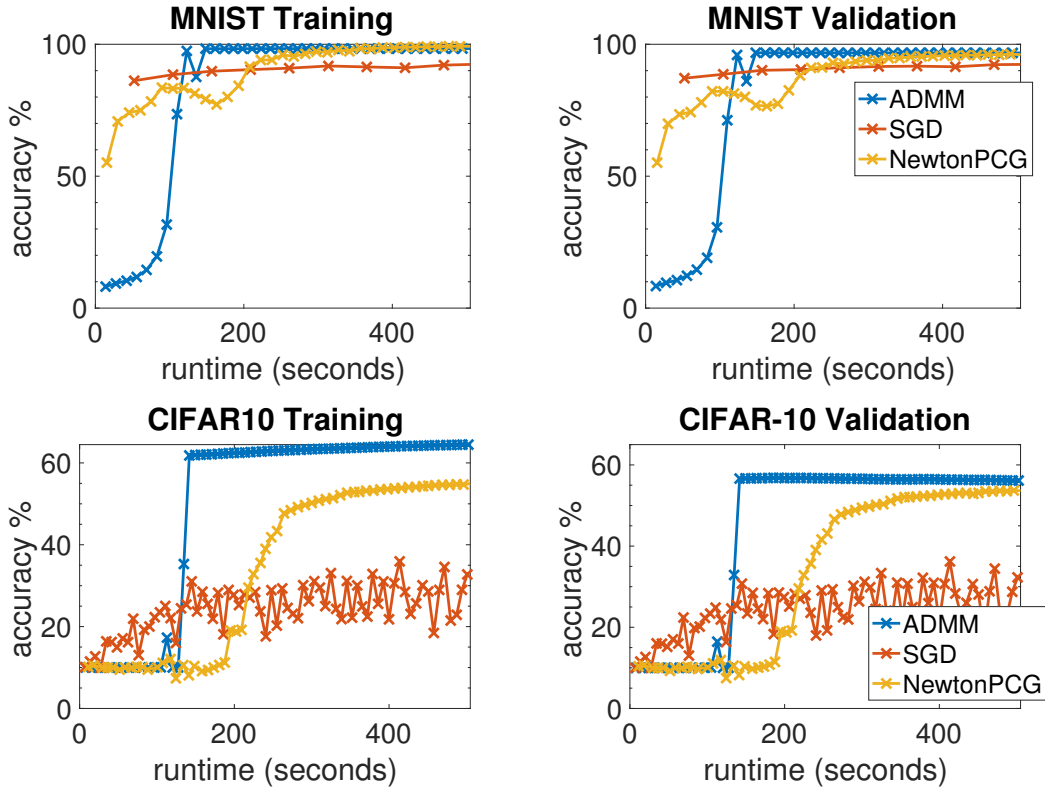 MNIST Training
100
50
0
accuracy %
0 200 400
runtime (seconds)
MNIST Validation
100
50
0
accuracy %
ADMM
SGD
NewtonPCG
0 200 400
runtime (seconds)
CIFAR10 Training
60
40
20
0
accuracy %
0 200 400
runtime (seconds)
CIFAR-10 Validation
60
40
20
0
accuracy %
ADMM
SGD
NewtonPCG
0 200 400
runtime (seconds)